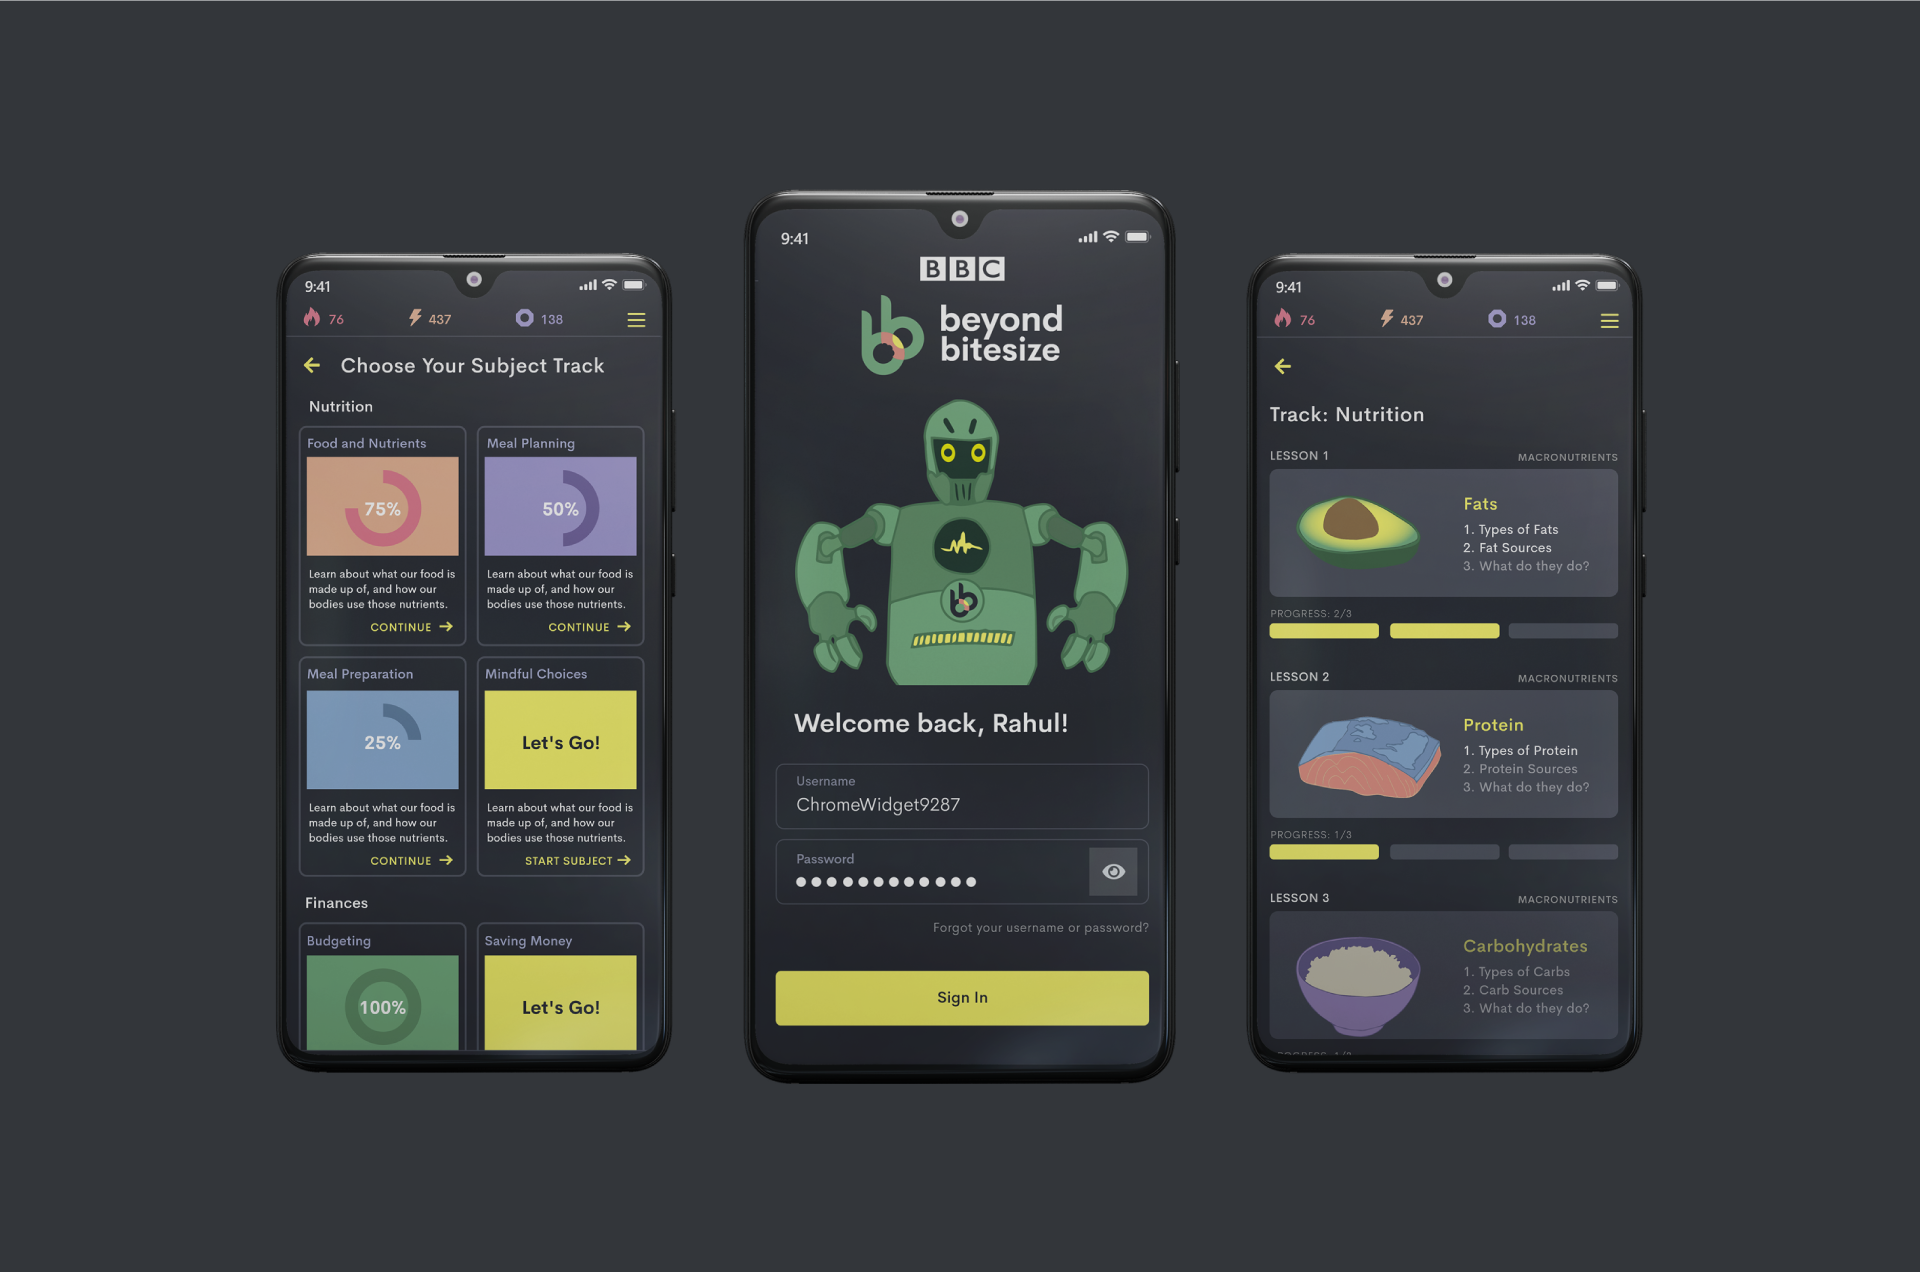 9:41
76 437 138
Choose Your Subject Track
Nutrition
Food and Nutrients
75%
Learn about what our food is
made up of, and how our
bodies use those nutrients.
CONTINUE
Meal Planning
50%
Learn about what our food is
made up of, and how our
bodies use those nutrients.
CONTINUE
Meal Preparation
25%
Learn about what our food is
made up of, and how our
bodies use those nutrients.
CONTINUE
Mindful Choices
Let's Go!
Learn about what our food is
made up of, and how our
bodies use those nutrients.
START SUBJECT
Finances
Budgeting
100%
Saving Money
Let's Go!
9:41
BBC
beyond
bitesize
Welcome back, Rahul!
Username
ChromeWidget9287
Password
Forgot your username or password?
Sign In
9:41
76 437 138
Track: Nutrition
LESSON 1 MACRONUTRIENTS
Fats
1. Types of Fats
2. Fat Sources
3. What do they do?
PROGRESS: 2/3
LESSON 2 MACRONUTRIENTS
Protein
1. Types of Protein
2. Protein Sources
3. What do they do?
PROGRESS: 1/3
LESSON 3 MACRONUTRIENTS
Carbohydrates
1. Types of Carbs
2. Carb Sources
3. What do they do?